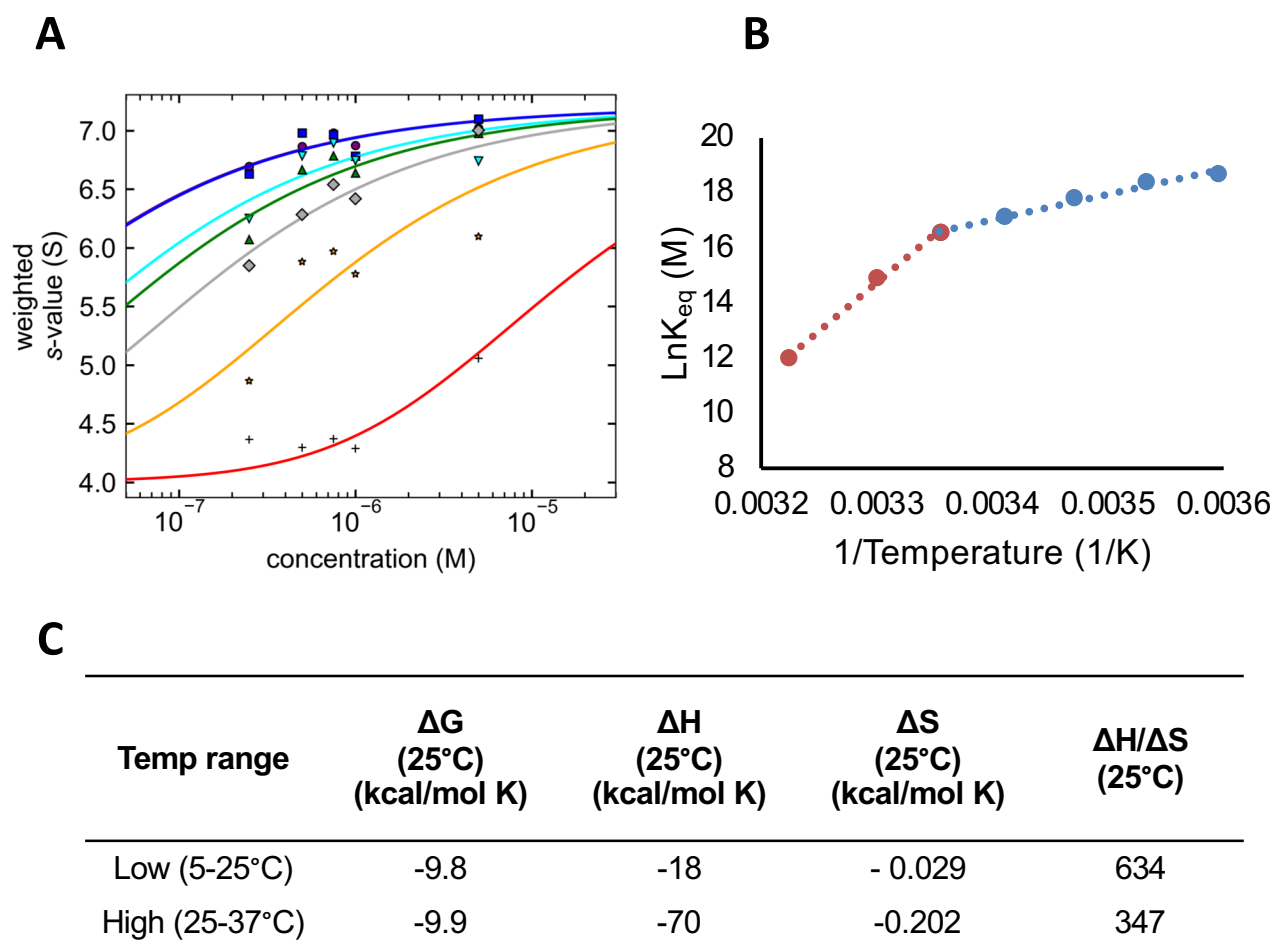 A
B
7.0
6.5
6.0
5.5
5.0
4.5
4.0
weighted
s-value (S)
10⁻⁷
10⁻⁶
10⁻⁵
concentration (M)
20
18
16
14
12
10
8
LnKeq (M)
0.0032
0.0033
0.0034
0.0035
0.0036
1/Temperature (1/K)
C
Temp range
ΔG
(25°C)
(kcal/mol K)
ΔH
(25°C)
(kcal/mol K)
ΔS
(25°C)
(kcal/mol K)
ΔH/ΔS
(25°C)
Low (5-25°C) -9.8 -18 - 0.029 634
High (25-37°C) -9.9 -70 -0.202 347